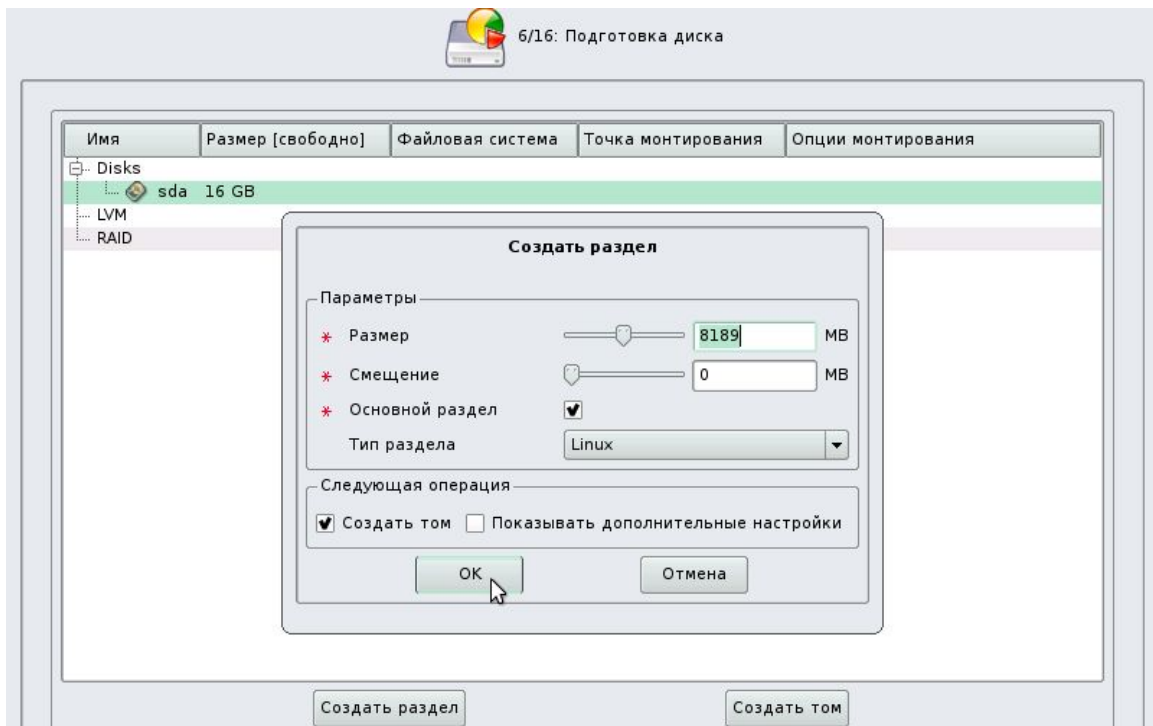 6/16: Подготовка диска
Имя Размер [свободно] Файловая система Точка монтирования Опции монтирования
Disks
sda 16 GB
LVM
RAID
Создать раздел
Параметры
* Размер 8189 MB
* Смещение 0 MB
* Основной раздел
Тип раздела Linux
Следующая операция
Создать том Показывать дополнительные настройки
OK Отмена
Создать раздел Создать том